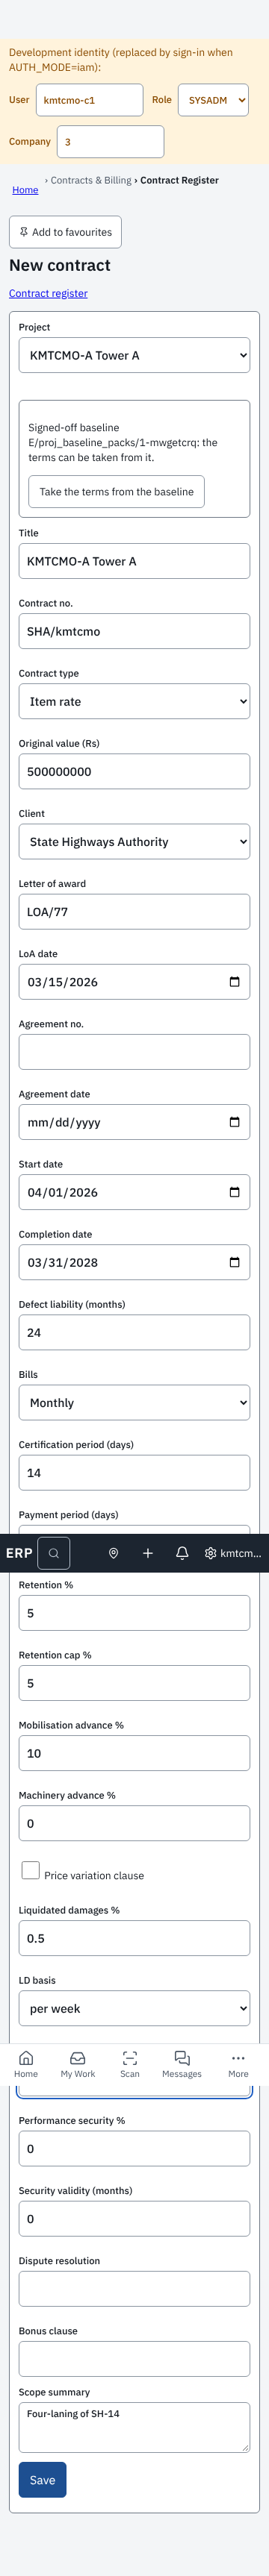 Development identity (replaced by sign-in when
AUTH_MODE=iam):
User kmtcmo-c1 Role SYSADM
Company 3
Home › Contracts & Billing › Contract Register
Add to favourites
New contract
Contract register
Project
KMTCMO-A Tower A
Signed-off baseline
E/proj_baseline_packs/1-mwgetcrq: the
terms can be taken from it.
Take the terms from the baseline
Title
KMTCMO-A Tower A
Contract no.
SHA/kmtcmo
Contract type
Item rate
Original value (Rs)
500000000
Client
State Highways Authority
Letter of award
LOA/77
LoA date
03/15/2026
Agreement no.
Agreement date
mm/dd/yyyy
Start date
04/01/2026
Completion date
03/31/2028
Defect liability (months)
24
Bills
Monthly
Certification period (days)
14
Payment period (days)
ERP kmtcm...
Retention %
5
Retention cap %
5
Mobilisation advance %
10
Machinery advance %
0
Price variation clause
Liquidated damages %
0.5
LD basis
per week
Home My Work Scan Messages More
Performance security %
0
Security validity (months)
0
Dispute resolution
Bonus clause
Scope summary
Four-laning of SH-14
Save